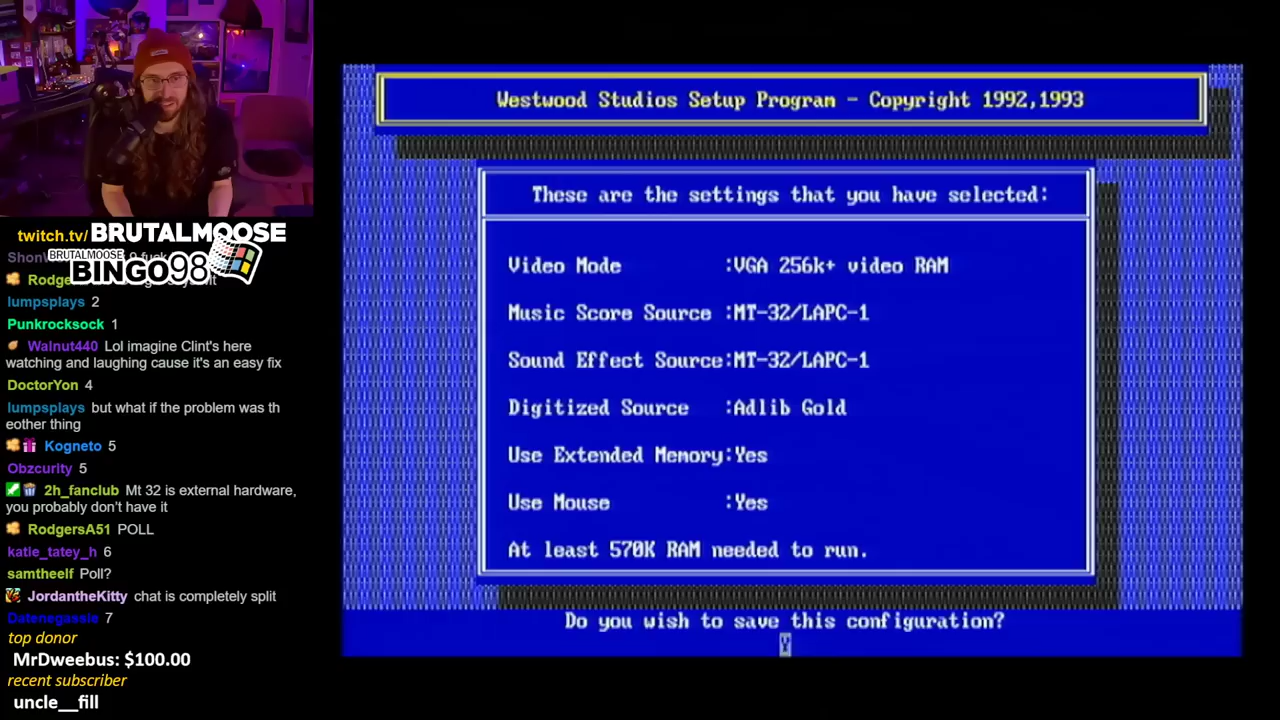 Westwood Studios Setup Program - Copyright 1992,1993
These are the settings that you have selected:
Video Mode :VGA 256k+ video RAM
Music Score Source :MT-32/LAPC-1
Sound Effect Source:MT-32/LAPC-1
Digitized Source :Adlib Gold
Use Extended Memory:Yes
Use Mouse :Yes
At least 570K RAM needed to run.
Do you wish to save this configuration?
Y
twitch.tv/BRUTALMOOSE
BRUTALMOOSE
BINGO98
lumpsplays 2
Punkrocksock 1
Walnut440 Lol imagine Clint's here
watching and laughing cause it's an easy fix
DoctorYon 4
lumpsplays but what if the problem was th
eother thing
Kogneto 5
Obzcurity 5
2h_fanclub Mt 32 is external hardware,
you probably don't have it
RodgersA51 POLL
katie_tatey_h 6
samtheelf Poll?
JordantheKitty chat is completely split
Datenegassie 7
top donor
MrDweebus: $100.00
recent subscriber
uncle__fill